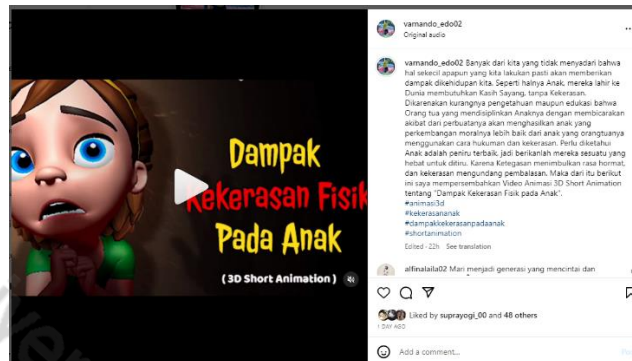 Dampak
Kekerasan Fisik
Pada Anak
( 3D Short Animation )
varnando_edo02
Original audio
varnando_edo02 Banyak dari kita yang tidak menyadari bahwa
hal sekecil apapun yang kita lakukan pasti akan memberikan
dampak dikehidupan kita. Seperti halnya Anak, mereka lahir ke
Dunia membutuhkan Kasih Sayang, tanpa Kekerasan.
Dikarenakan kurangnya pengetahuan maupun edukasi bahwa
Orang tua yang mendisiplinkan Anaknya dengan membicarakan
akibat dari perbuatanya akan menghasilkan anak yang
perkembangan moralnya lebih baik dari anak yang orangtuanya
menggunakan cara hukuman dan kekerasan. Perlu diketahui
Anak adalah peniru terbaik. jadi berikanlah mereka sesuatu yang
hebat untuk ditiru. Karena Ketegasan menimbulkan rasa hormat,
dan kekerasan mengundang pembalasan. Maka dari itu berikut
ini saya mempersembahkan Video Animasi 3D Short Animation
tentang "Dampak Kekerasan Fisik pada Anak".
#animasi3d
#kekerasananak
#dampakkekerasanpadaanak
#shortanimation
Edited · 22h See translation
alfinalaila02 Mari menjadi generasi yang mencintai dan
Liked by suprayogi_00 and 48 others
1 DAY AGO
Add a comment...